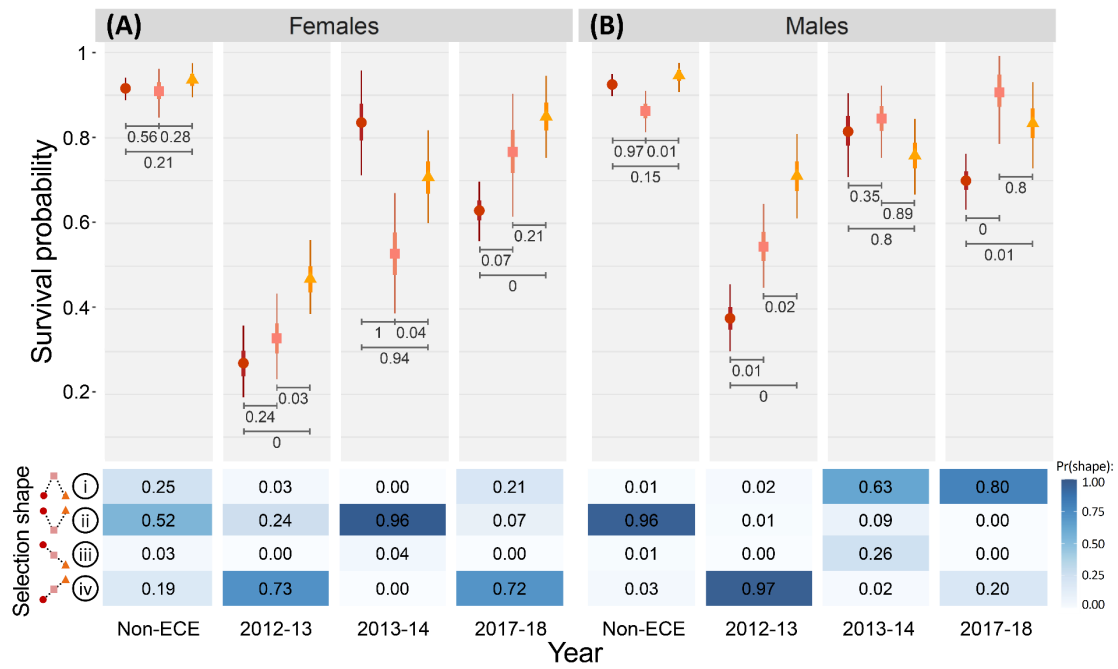 (A) Females
(B) Males
Survival probability
1
0.8
0.6
0.4
0.2
0.56 0.28
0.21
0.24
0.03
0
1
0.04
0.94
0.07
0.21
0
0.97 0.01
0.15
0.01
0.02
0
0.35
0.89
0.8
0
0.8
0.01
Selection shape
i 0.25 0.03 0.00 0.21 0.01 0.02 0.63 0.80
ii 0.52 0.24 0.96 0.07 0.96 0.01 0.09 0.00
iii 0.03 0.00 0.04 0.00 0.01 0.00 0.26 0.00
iv 0.19 0.73 0.00 0.72 0.03 0.97 0.02 0.20
Pr(shape):
1.00
0.75
0.50
0.25
0.00
Non-ECE 2012-13 2013-14 2017-18 Non-ECE 2012-13 2013-14 2017-18
Year